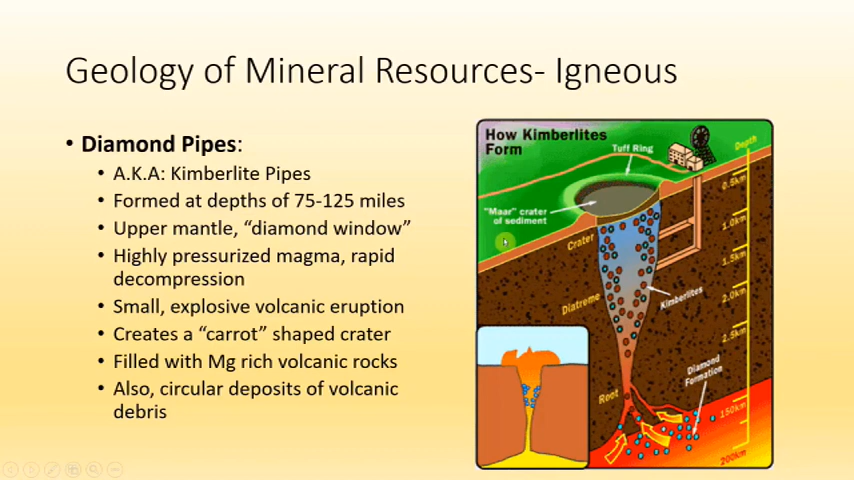 Geology of Mineral Resources- Igneous
• Diamond Pipes:
• A.K.A: Kimberlite Pipes
• Formed at depths of 75-125 miles
• Upper mantle, “diamond window”
• Highly pressurized magma, rapid
decompression
• Small, explosive volcanic eruption
• Creates a “carrot” shaped crater
• Filled with Mg rich volcanic rocks
• Also, circular deposits of volcanic
debris
How Kimberlites
Form
Tuff Ring
Depth
"Maar" crater
of sediment
Crater
Diatreme
Kimberlites
Root
Diamond
Formation
0.5km
1.0km
1.5km
2.0km
2.5km
150km
200km